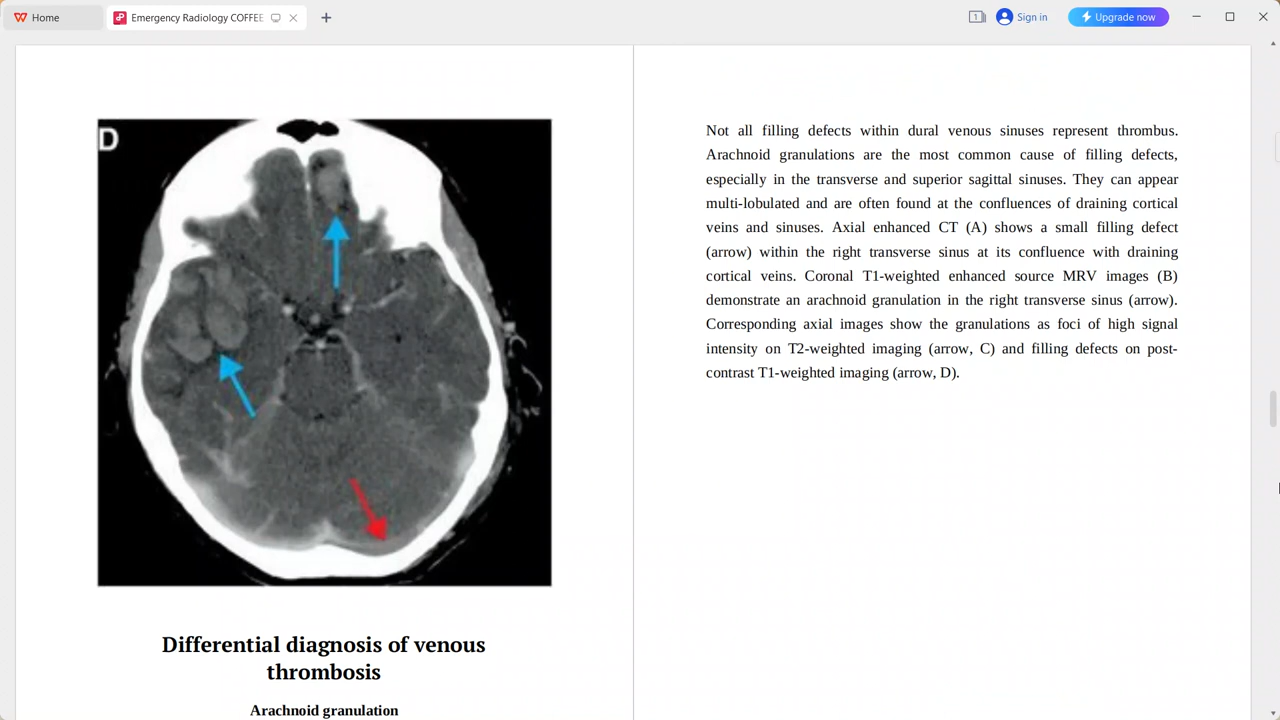 Home
Emergency Radiology COFFEE
1
Sign in
Upgrade now
D
Differential diagnosis of venous
thrombosis
Arachnoid granulation
Not all filling defects within dural venous sinuses represent thrombus.
Arachnoid granulations are the most common cause of filling defects,
especially in the transverse and superior sagittal sinuses. They can appear
multi-lobulated and are often found at the confluences of draining cortical
veins and sinuses. Axial enhanced CT (A) shows a small filling defect
(arrow) within the right transverse sinus at its confluence with draining
cortical veins. Coronal T1-weighted enhanced source MRV images (B)
demonstrate an arachnoid granulation in the right transverse sinus (arrow).
Corresponding axial images show the granulations as foci of high signal
intensity on T2-weighted imaging (arrow, C) and filling defects on post-
contrast T1-weighted imaging (arrow, D).